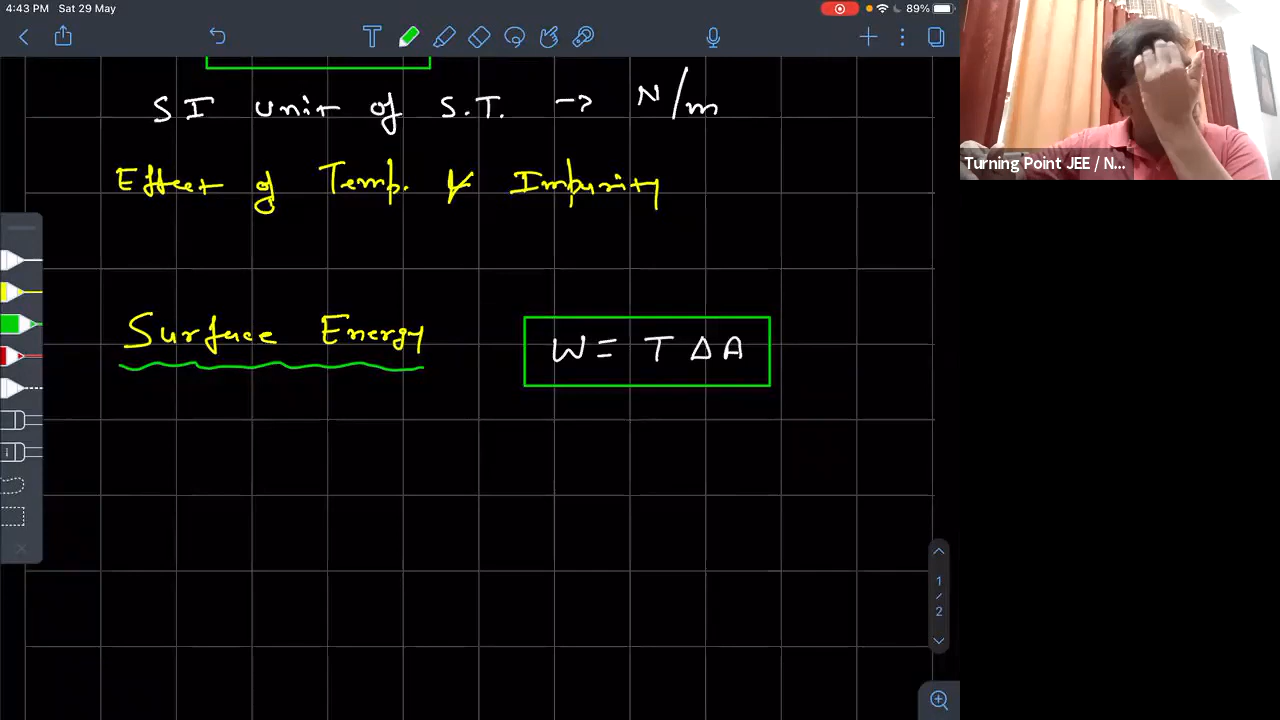 4:43 PM Sat 29 May
89%
SI unit of S.T. → N/m
Effect of Temp. & Impurity
Surface Energy
W = T Δ A
1
/
2
Turning Point JEE / N...